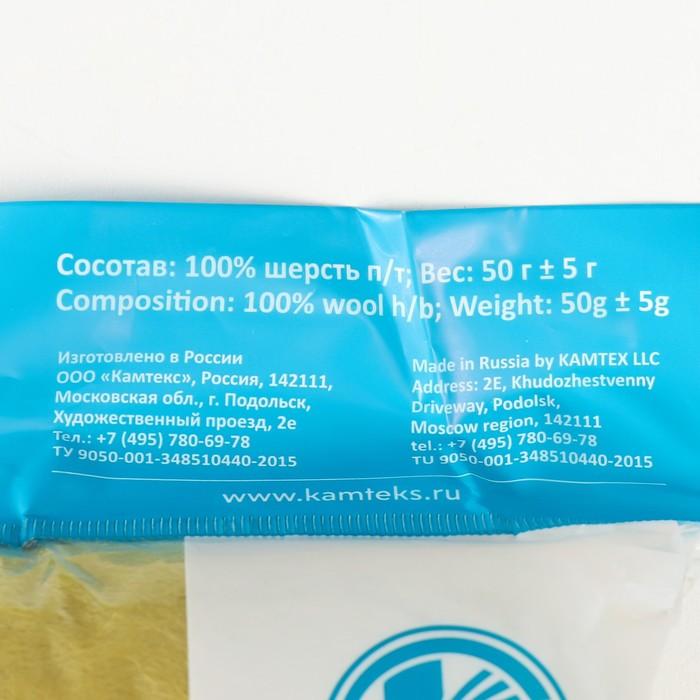 Состав: 100% шерсть п/т; Вес: 50 г ± 5 г
Composition: 100% wool h/b; Weight: 50g ± 5g
Изготовлено в России
ООО «Камтекс», Россия, 142111,
Московская обл., г. Подольск,
Художественный проезд, 2е
Тел.: +7 (495) 780-69-78
ТУ 9050-001-348510440-2015
Made in Russia by KAMTEX LLC
Address: 2E, Khudozhestvenny
Driveway, Podolsk,
Moscow region, 142111
tel.: +7 (495) 780-69-78
TU 9050-001-348510440-2015
www.kamteks.ru